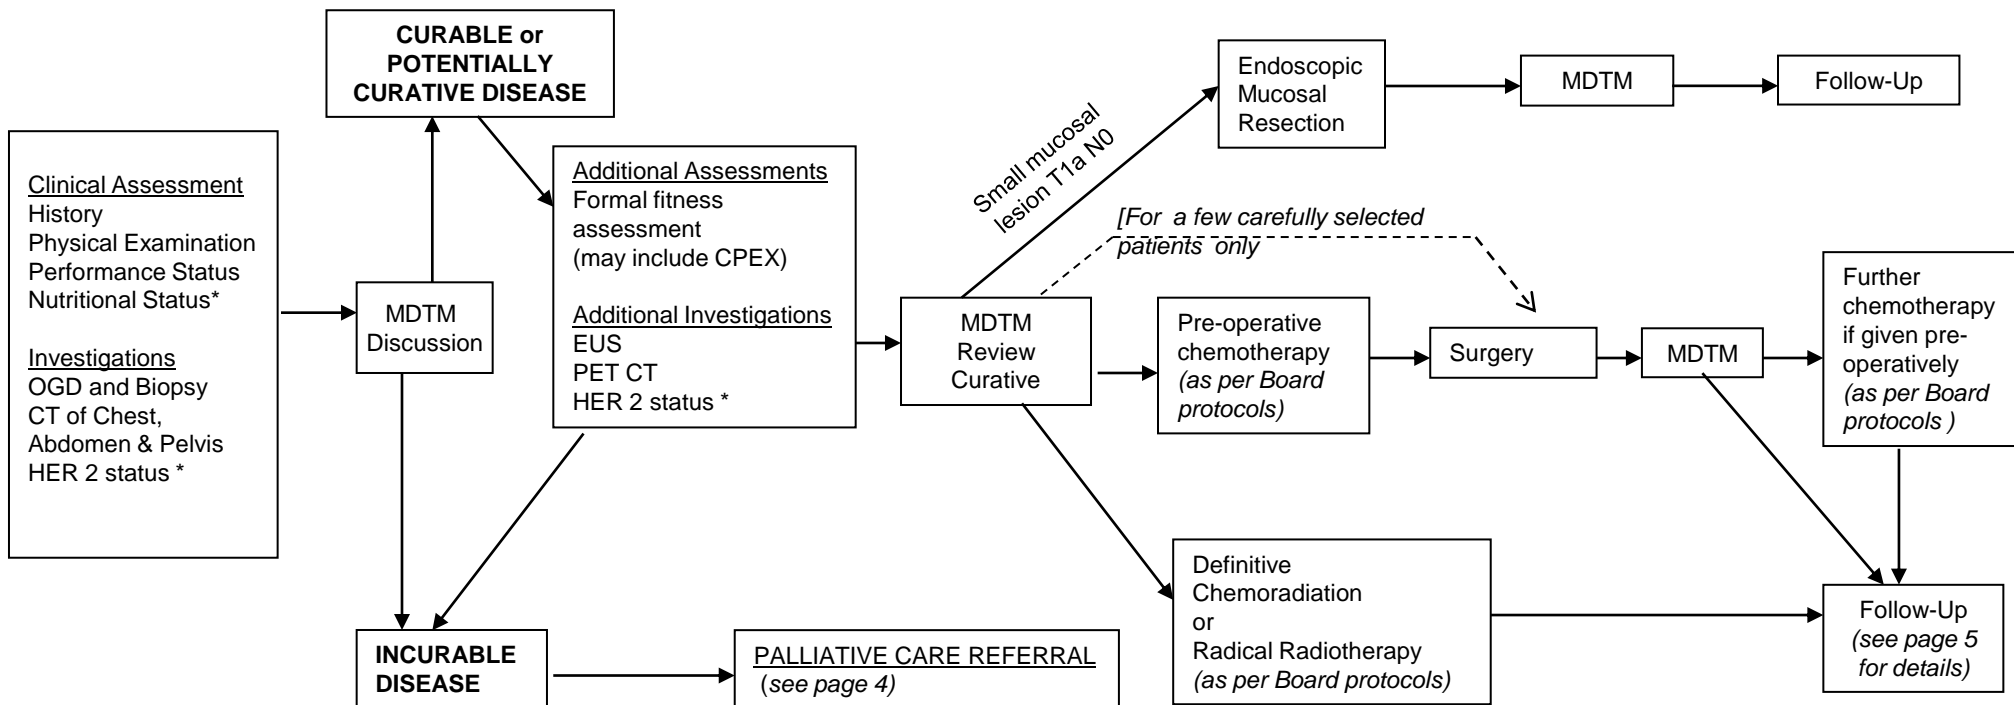 CURABLE or
POTENTIALLY
CURATIVE DISEASE
Clinical Assessment
History
Physical Examination
Performance Status
Nutritional Status*
Investigations
OGD and Biopsy
CT of Chest,
Abdomen & Pelvis
HER 2 status *
MDTM
Discussion
Additional Assessments
Formal fitness
assessment
(may include CPEX)
Additional Investigations
EUS
PET CT
HER 2 status *
INCURABLE
DISEASE
PALLIATIVE CARE REFERRAL
(see page 4)
MDTM
Review
Curative
Small mucosal
lesion T1a N0
Endoscopic
Mucosal
Resection
MDTM
Follow-Up
[For a few carefully selected
patients only
Pre-operative
chemotherapy
(as per Board
protocols)
Surgery
MDTM
Further
chemotherapy
if given pre-
operatively
(as per Board
protocols )
Definitive
Chemoradiation
or
Radical Radiotherapy
(as per Board protocols)
Follow-Up
(see page 5
for details)